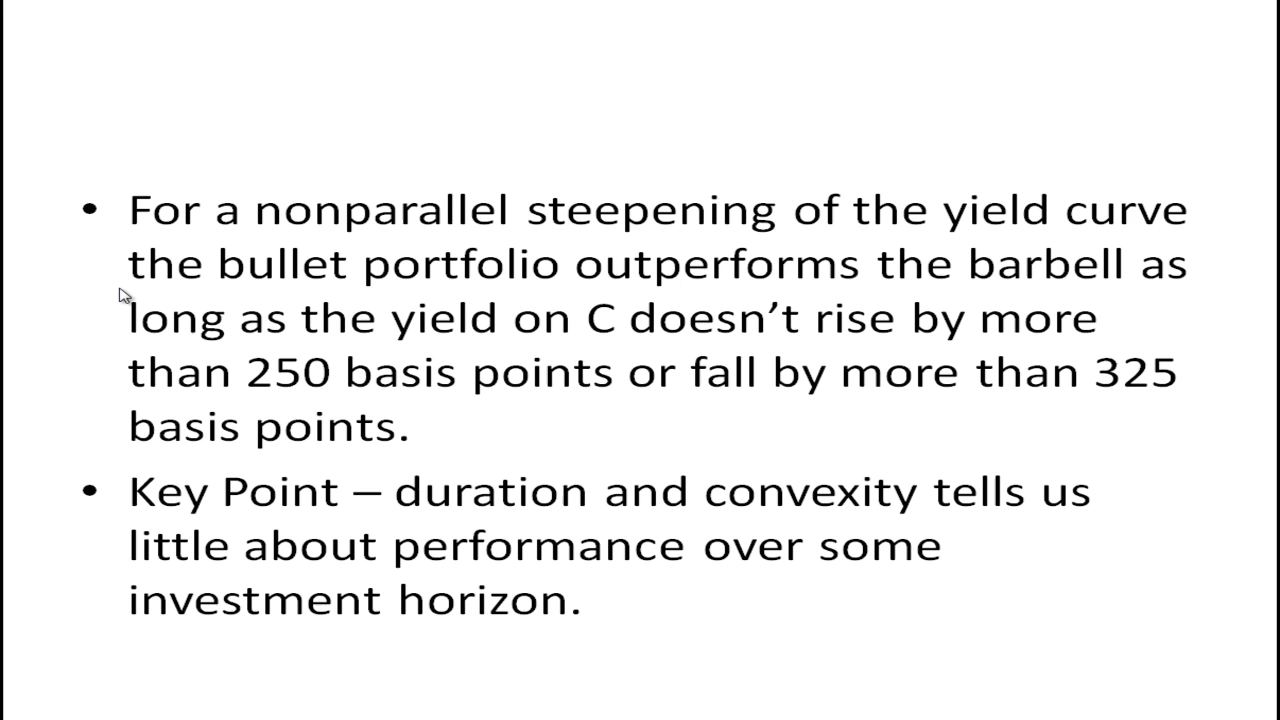 • For a nonparallel steepening of the yield curve
the bullet portfolio outperforms the barbell as
long as the yield on C doesn’t rise by more
than 250 basis points or fall by more than 325
basis points.
• Key Point – duration and convexity tells us
little about performance over some
investment horizon.